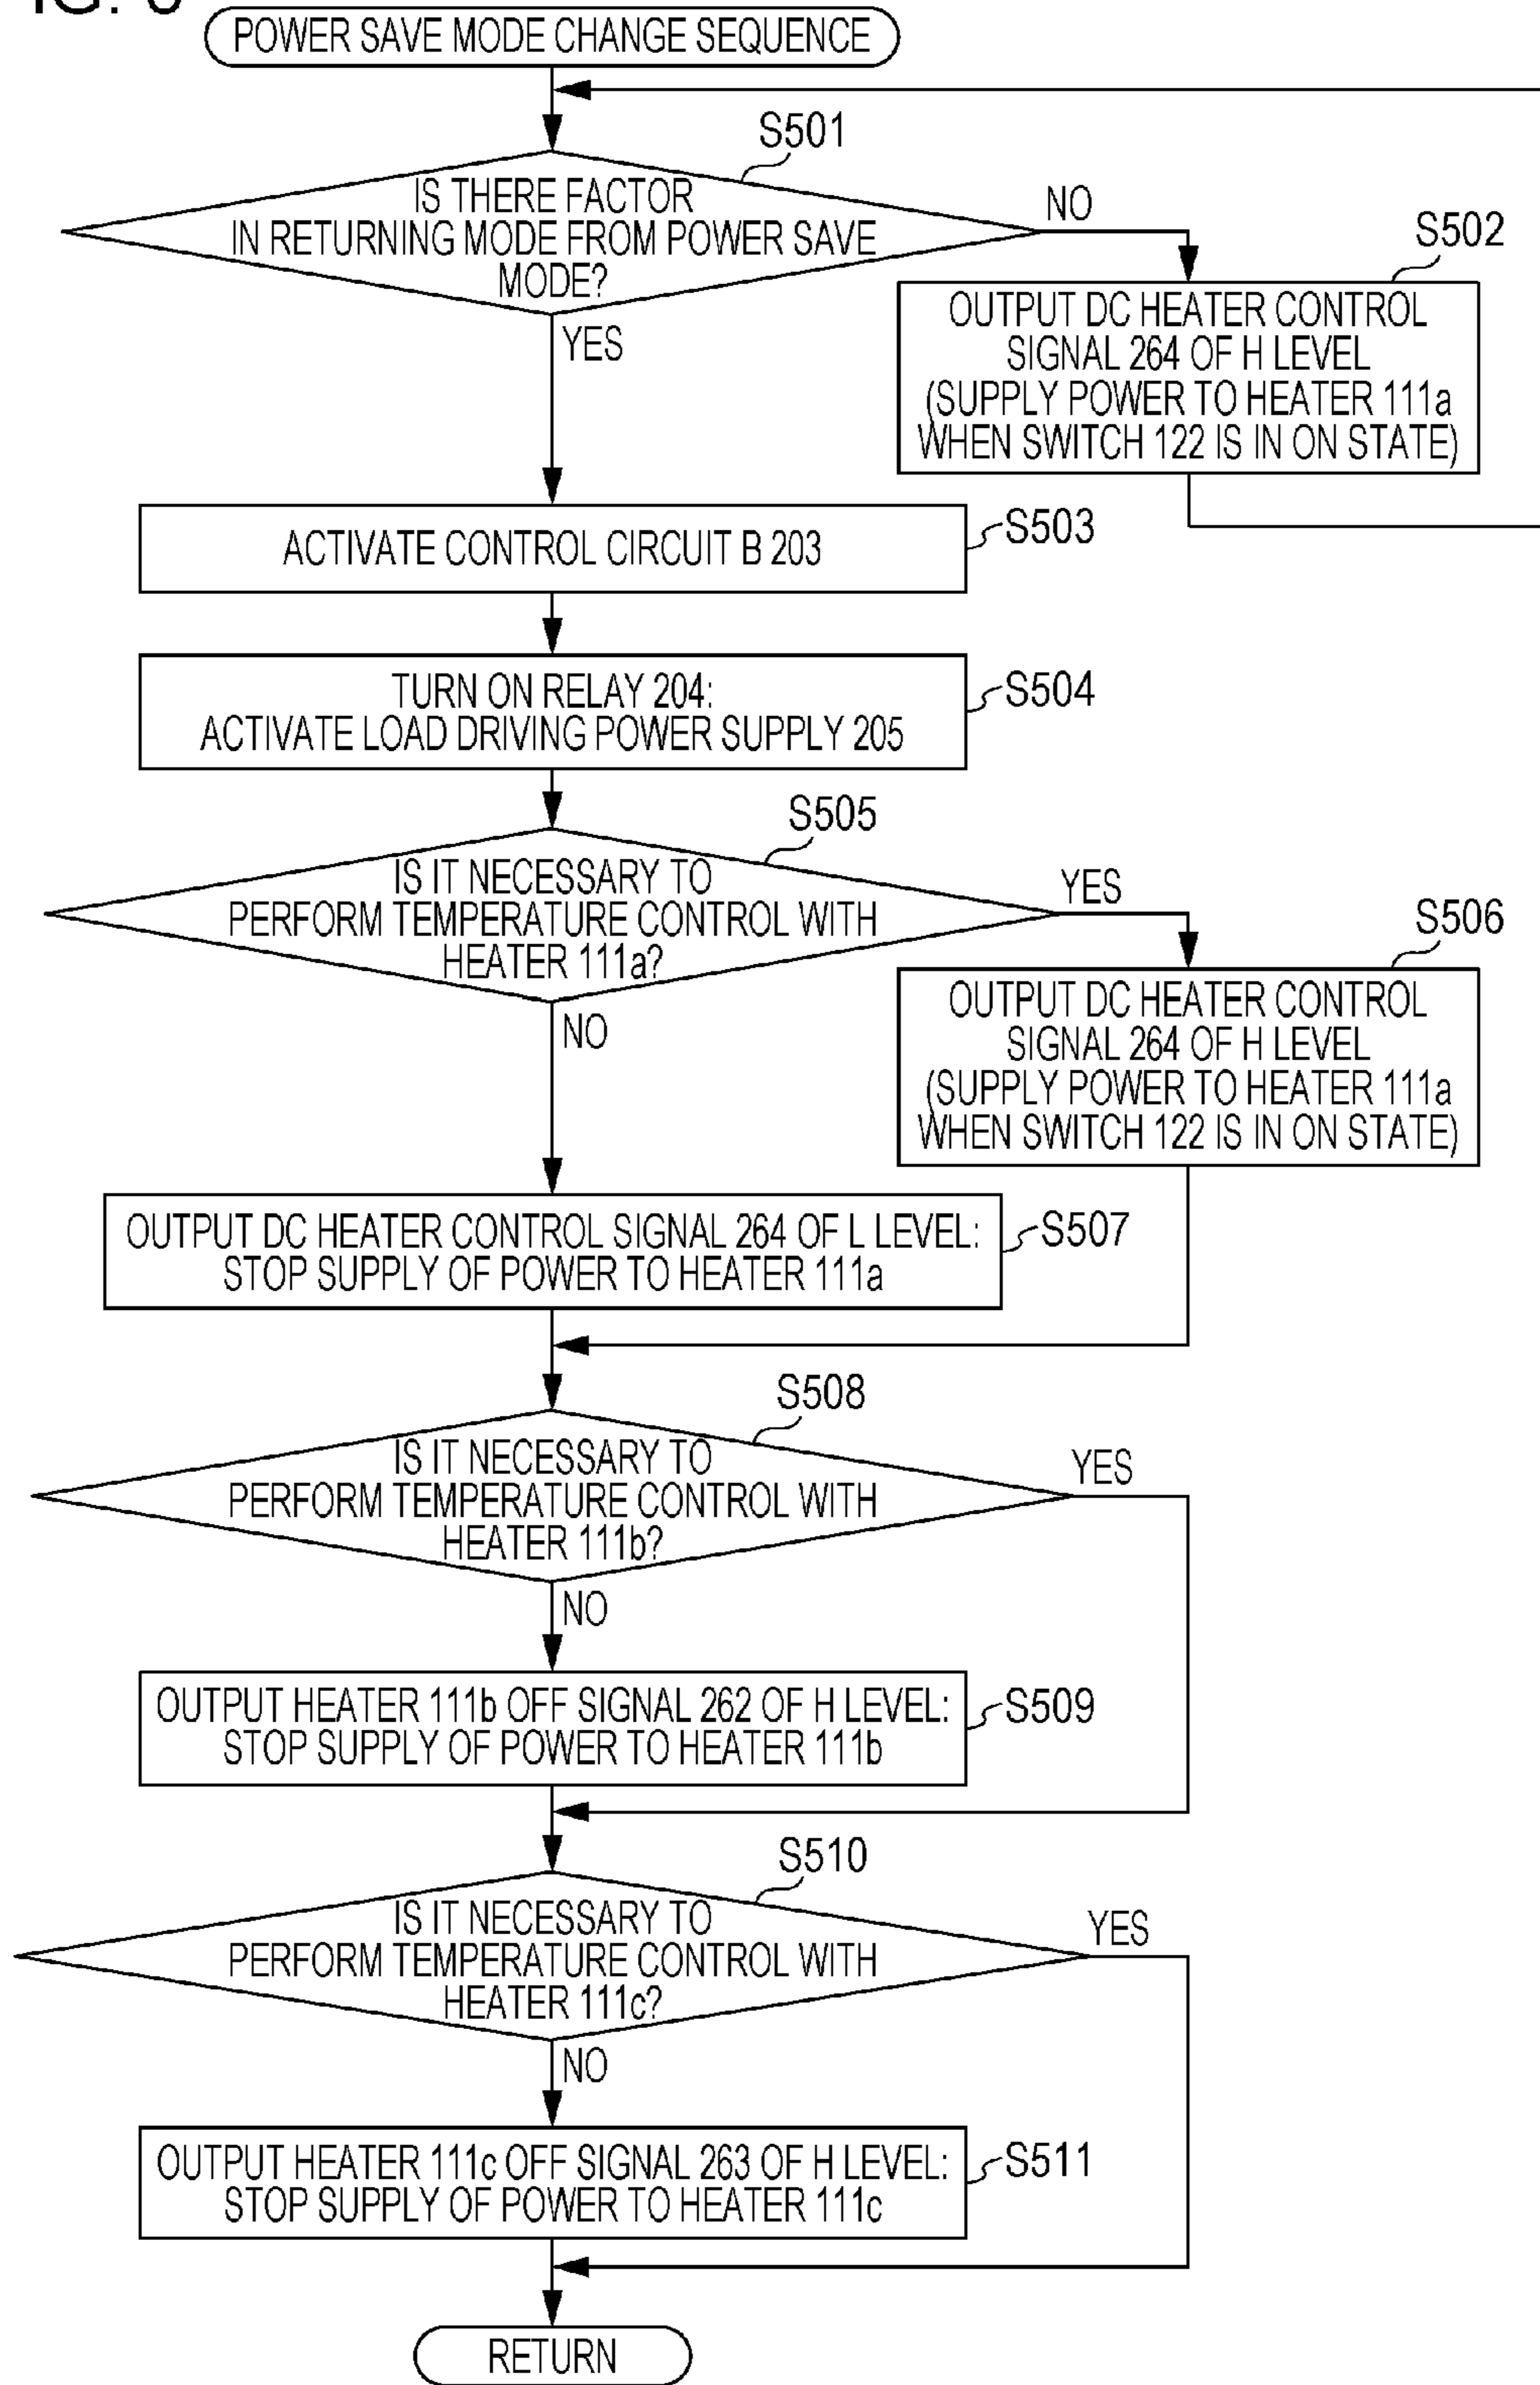 POWER SAVE MODE CHANGE SEQUENCE
S501
IS THERE FACTOR
IN RETURNING MODE FROM POWER SAVE
MODE?
NO
YES
S502
OUTPUT DC HEATER CONTROL
SIGNAL 264 OF H LEVEL
(SUPPLY POWER TO HEATER 111a
WHEN SWITCH 122 IS IN ON STATE)
ACTIVATE CONTROL CIRCUIT B 203
S503
TURN ON RELAY 204:
ACTIVATE LOAD DRIVING POWER SUPPLY 205
S504
S505
IS IT NECESSARY TO
PERFORM TEMPERATURE CONTROL WITH
HEATER 111a?
YES
NO
S506
OUTPUT DC HEATER CONTROL
SIGNAL 264 OF H LEVEL
(SUPPLY POWER TO HEATER 111a
WHEN SWITCH 122 IS IN ON STATE)
OUTPUT DC HEATER CONTROL SIGNAL 264 OF L LEVEL:
STOP SUPPLY OF POWER TO HEATER 111a
S507
S508
IS IT NECESSARY TO
PERFORM TEMPERATURE CONTROL WITH
HEATER 111b?
YES
NO
OUTPUT HEATER 111b OFF SIGNAL 262 OF H LEVEL:
STOP SUPPLY OF POWER TO HEATER 111b
S509
S510
IS IT NECESSARY TO
PERFORM TEMPERATURE CONTROL WITH
HEATER 111c?
YES
NO
OUTPUT HEATER 111c OFF SIGNAL 263 OF H LEVEL:
STOP SUPPLY OF POWER TO HEATER 111c
S511
RETURN